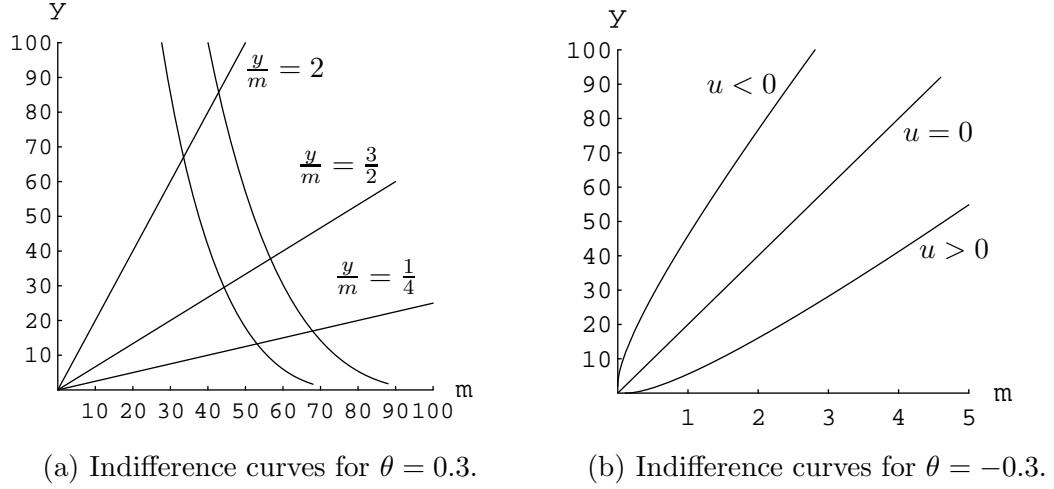 y
100
90
80
70
60
50
40
30
20
10
y/m = 2
y/m = 3/2
y/m = 1/4
m
10 20 30 40 50 60 70 80 90 100
(a) Indifference curves for θ = 0.3.
y
100
90
80
70
60
50
40
30
20
10
u < 0
u = 0
u > 0
m
1 2 3 4 5
(b) Indifference curves for θ = −0.3.